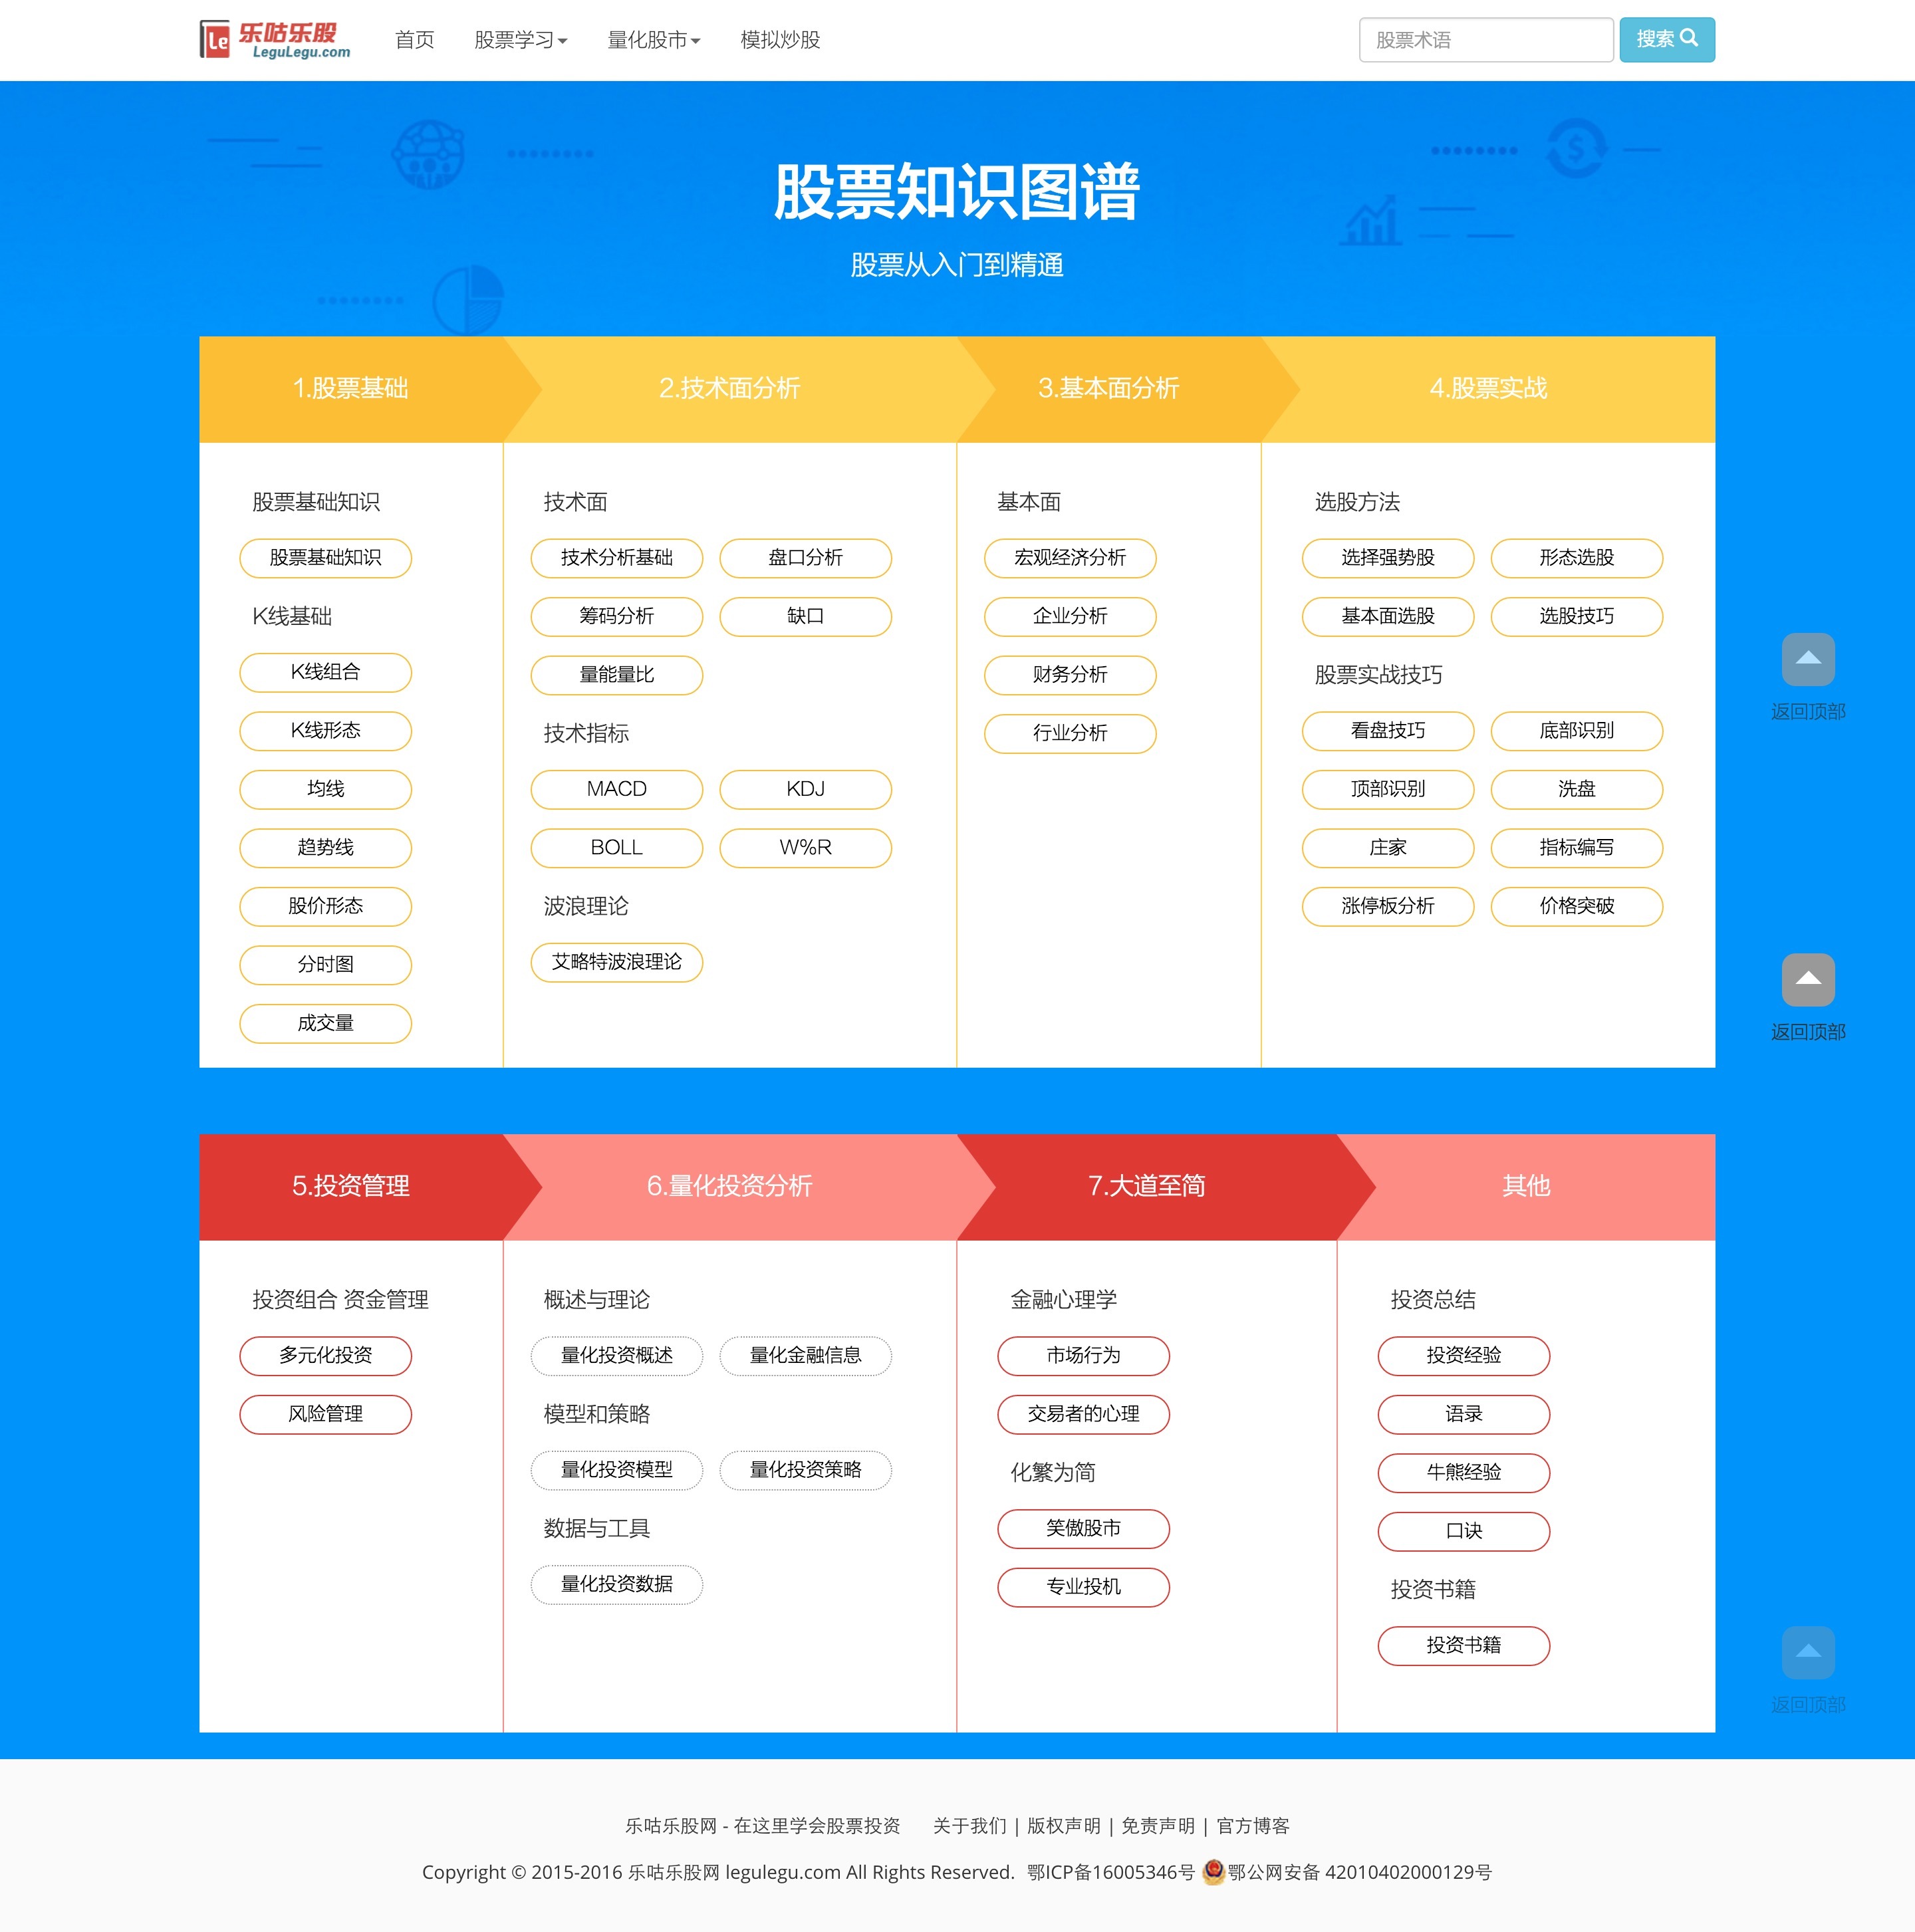 Le 乐咕乐股
LeguLegu.com
首页 股票学习 量化股市 模拟炒股
股票术语 搜索
股票知识图谱
股票从入门到精通
1.股票基础
2.技术面分析
3.基本面分析
4.股票实战
股票基础知识
股票基础知识
K线基础
K线组合
K线形态
均线
趋势线
股价形态
分时图
成交量
技术面
技术分析基础 盘口分析
筹码分析 缺口
量能量比
技术指标
MACD KDJ
BOLL W%R
波浪理论
艾略特波浪理论
基本面
宏观经济分析
企业分析
财务分析
行业分析
选股方法
选择强势股 形态选股
基本面选股 选股技巧
股票实战技巧
看盘技巧 底部识别
顶部识别 洗盘
庄家 指标编写
涨停板分析 价格突破
返回顶部
返回顶部
5.投资管理
6.量化投资分析
7.大道至简
其他
投资组合 资金管理
多元化投资
风险管理
概述与理论
量化投资概述 量化金融信息
模型和策略
量化投资模型 量化投资策略
数据与工具
量化投资数据
金融心理学
市场行为
交易者的心理
化繁为简
笑傲股市
专业投机
投资总结
投资经验
语录
牛熊经验
口诀
投资书籍
投资书籍
返回顶部
乐咕乐股网 - 在这里学会股票投资 关于我们 | 版权声明 | 免责声明 | 官方博客
Copyright © 2015-2016 乐咕乐股网 legulegu.com All Rights Reserved. 鄂ICP备16005346号 鄂公网安备 42010402000129号